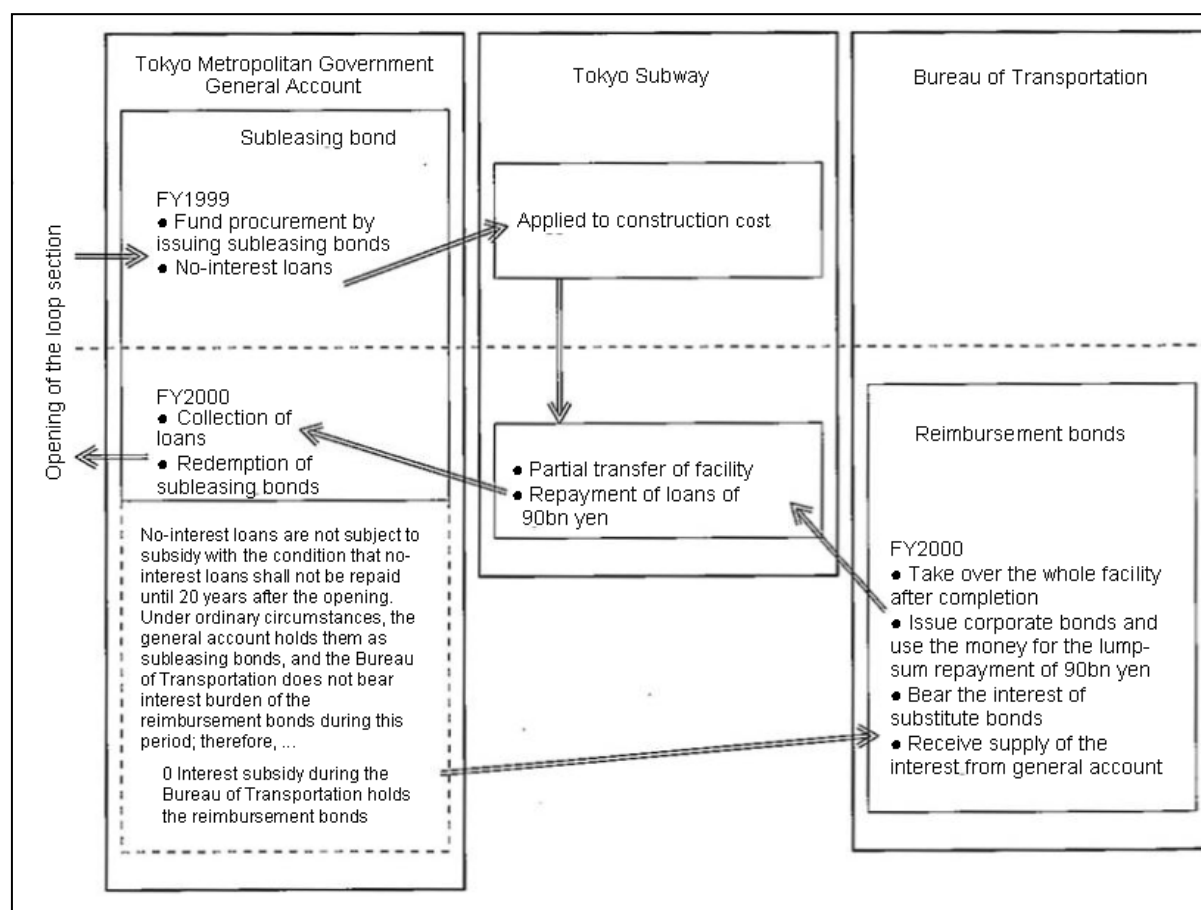 Tokyo Metropolitan Government
General Account
Subleasing bond
FY1999
● Fund procurement by
issuing subleasing bonds
● No-interest loans
Opening of the loop section
FY2000
● Collection of
loans
● Redemption of
subleasing bonds
No-interest loans are not subject to
subsidy with the condition that no-
interest loans shall not be repaid
until 20 years after the opening.
Under ordinary circumstances, the
general account holds them as
subleasing bonds, and the Bureau
of Transportation does not bear
interest burden of the
reimbursement bonds during this
period; therefore, ...
0 Interest subsidy during the
Bureau of Transportation holds
the reimbursement bonds
Tokyo Subway
Applied to construction cost
● Partial transfer of facility
● Repayment of loans of
90bn yen
Bureau of Transportation
Reimbursement bonds
FY2000
● Take over the whole facility
after completion
● Issue corporate bonds and
use the money for the lump-
sum repayment of 90bn yen
● Bear the interest of
substitute bonds
● Receive supply of the
interest from general account